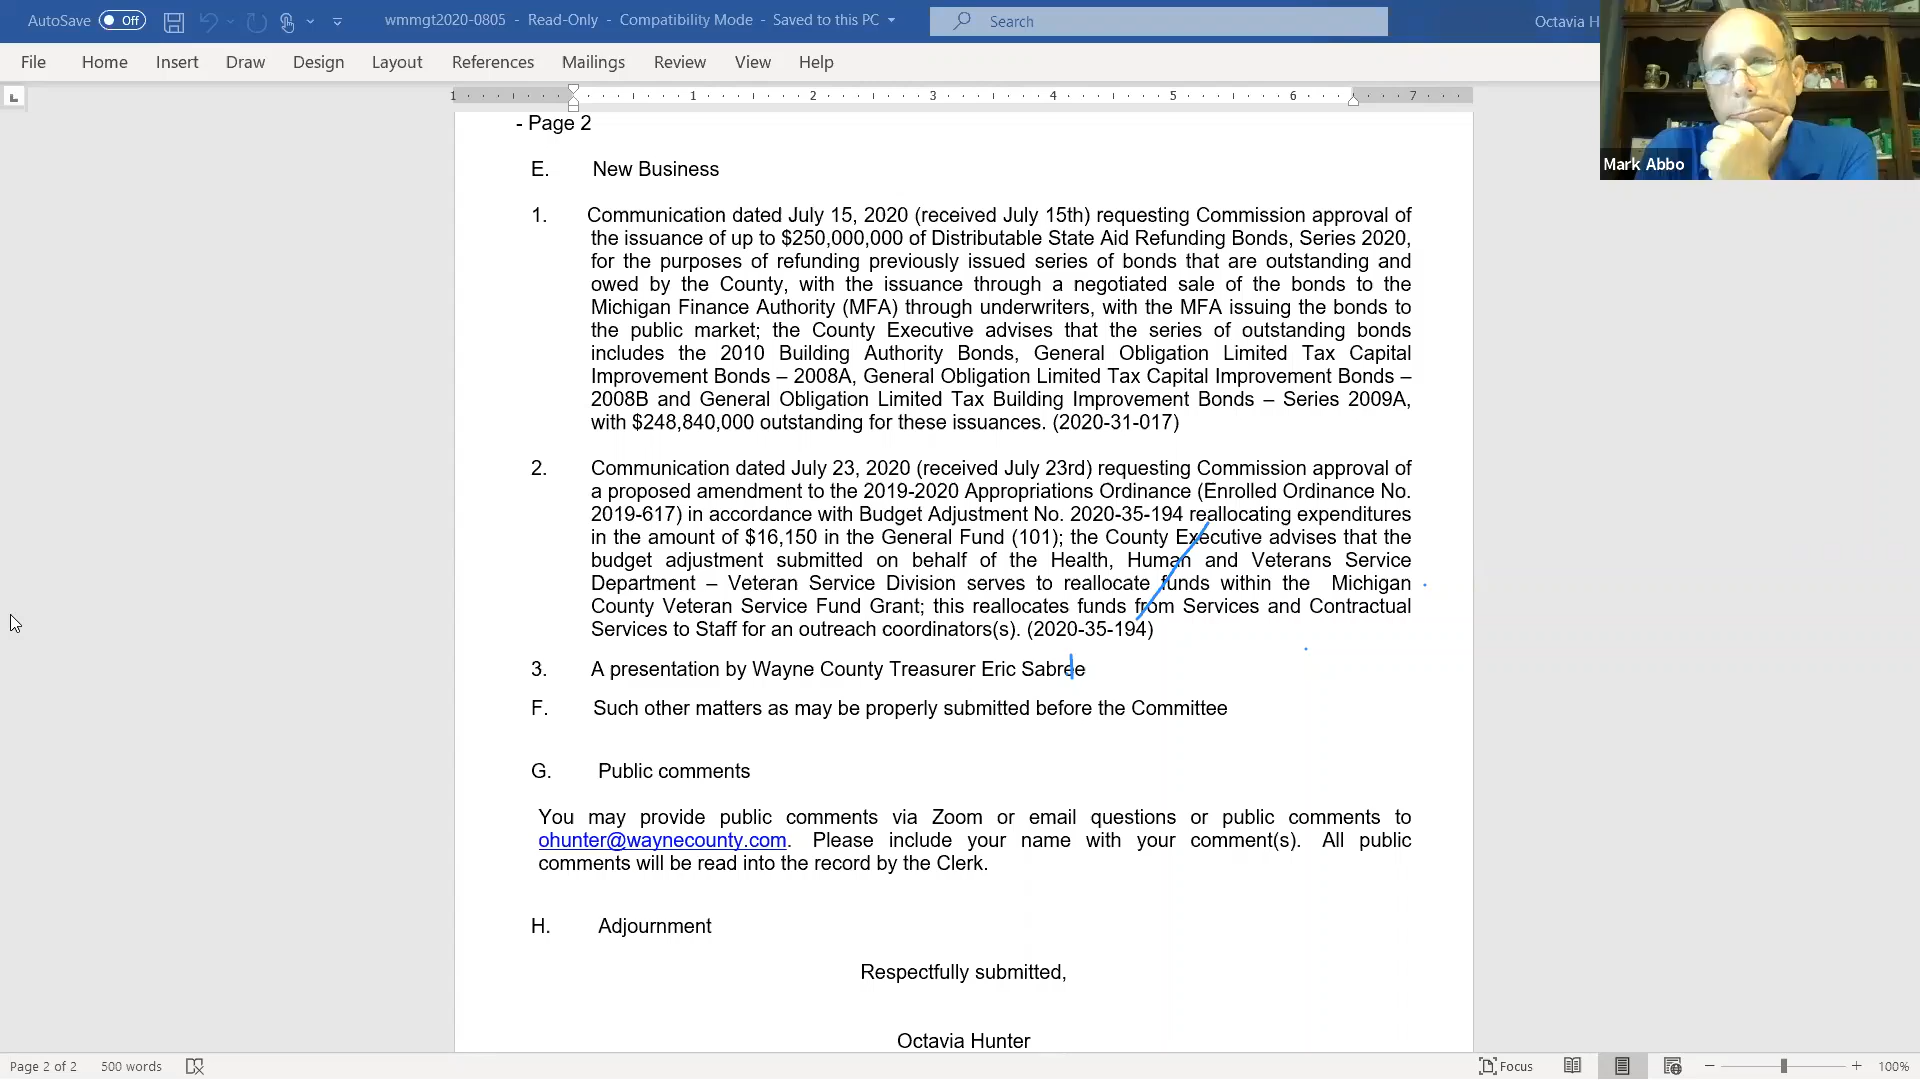 AutoSave Off wmmgt2020-0805 - Read-Only - Compatibility Mode - Saved to this PC Search Octavia H
File Home Insert Draw Design Layout References Mailings Review View Help
1 1 2 3 4 5 6 7
Mark Abbo
- Page 2
E. New Business
1. Communication dated July 15, 2020 (received July 15th) requesting Commission approval of
the issuance of up to $250,000,000 of Distributable State Aid Refunding Bonds, Series 2020,
for the purposes of refunding previously issued series of bonds that are outstanding and
owed by the County, with the issuance through a negotiated sale of the bonds to the
Michigan Finance Authority (MFA) through underwriters, with the MFA issuing the bonds to
the public market; the County Executive advises that the series of outstanding bonds
includes the 2010 Building Authority Bonds, General Obligation Limited Tax Capital
Improvement Bonds – 2008A, General Obligation Limited Tax Capital Improvement Bonds –
2008B and General Obligation Limited Tax Building Improvement Bonds – Series 2009A,
with $248,840,000 outstanding for these issuances. (2020-31-017)
2. Communication dated July 23, 2020 (received July 23rd) requesting Commission approval of
a proposed amendment to the 2019-2020 Appropriations Ordinance (Enrolled Ordinance No.
2019-617) in accordance with Budget Adjustment No. 2020-35-194 reallocating expenditures
in the amount of $16,150 in the General Fund (101); the County Executive advises that the
budget adjustment submitted on behalf of the Health, Human and Veterans Service
Department – Veteran Service Division serves to reallocate funds within the Michigan
County Veteran Service Fund Grant; this reallocates funds from Services and Contractual
Services to Staff for an outreach coordinators(s). (2020-35-194)
3. A presentation by Wayne County Treasurer Eric Sabree
F. Such other matters as may be properly submitted before the Committee
G. Public comments
You may provide public comments via Zoom or email questions or public comments to
ohunter@waynecounty.com. Please include your name with your comment(s). All public
comments will be read into the record by the Clerk.
H. Adjournment
Respectfully submitted,
Octavia Hunter
Page 2 of 2 500 words Focus 100%